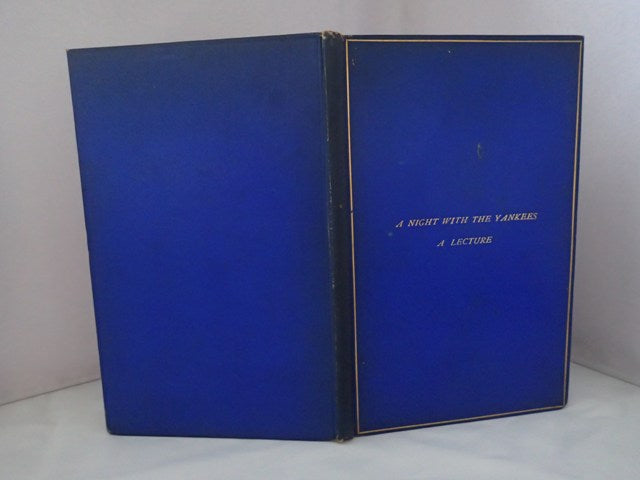 A NIGHT WITH THE YANKEES
A LECTURE